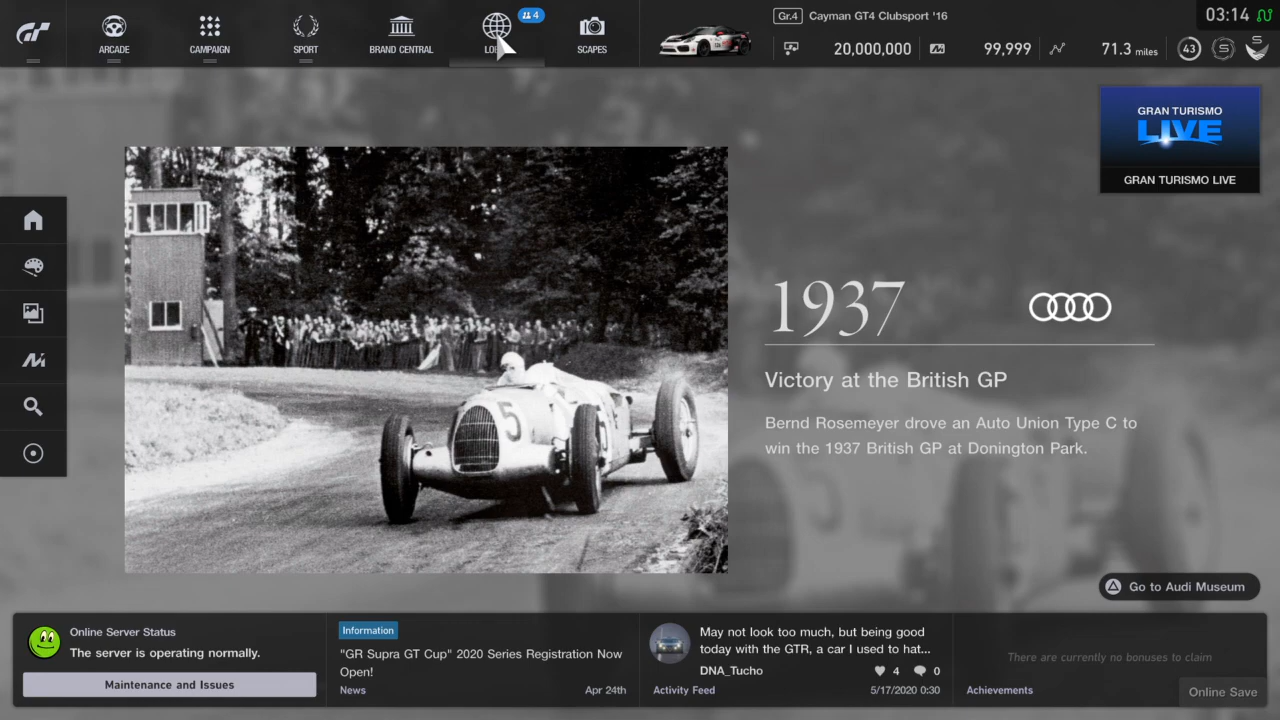 ARCADE
CAMPAIGN
SPORT
BRAND CENTRAL
4
SCAPES
Gr.4 Cayman GT4 Clubsport '16
20,000,000
99,999
71.3 miles
43
S
S
03:14
GRAN TURISMO
LIVE
GRAN TURISMO LIVE
5
1937
Victory at the British GP
Bernd Rosemeyer drove an Auto Union Type C to
win the 1937 British GP at Donington Park.
Go to Audi Museum
Online Server Status
The server is operating normally.
Maintenance and Issues
Information
"GR Supra GT Cup" 2020 Series Registration Now
Open!
News
Apr 24th
May not look too much, but being good
today with the GTR, a car I used to hat...
DNA_Tucho
4 0
Activity Feed
5/17/2020 0:30
There are currently no bonuses to claim
Achievements
Online Save